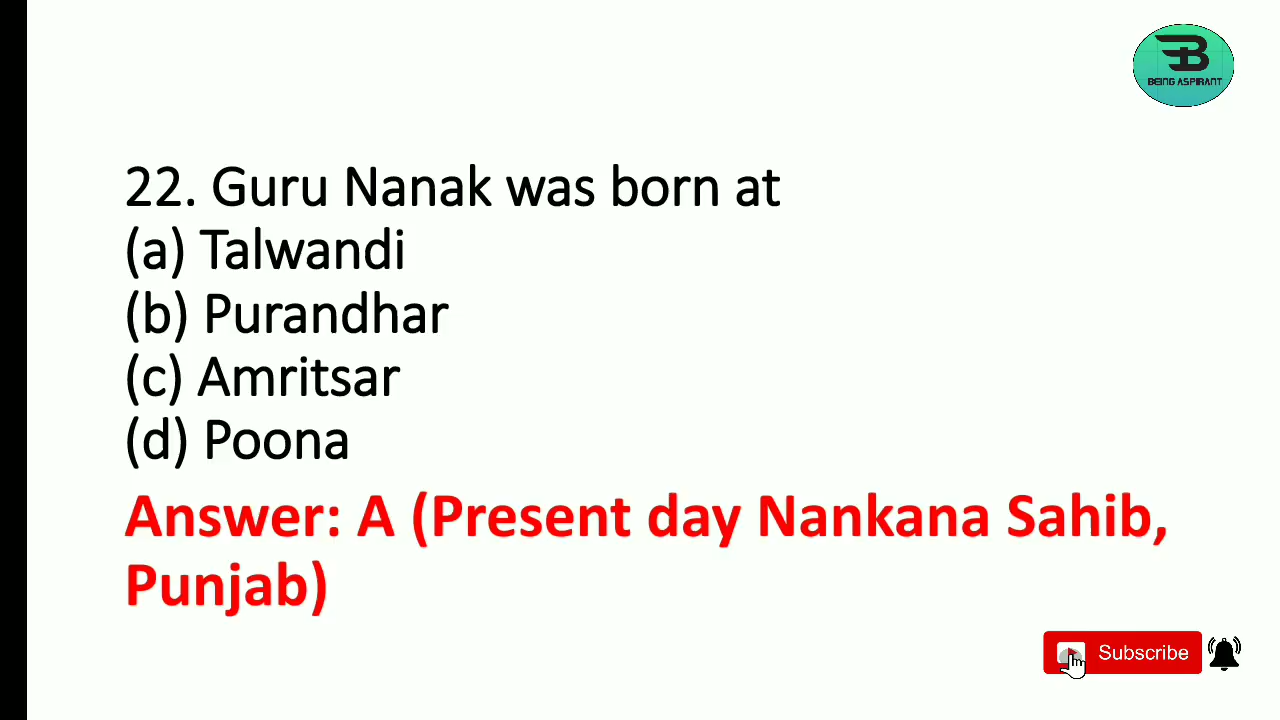 BEING ASPIRANT
22. Guru Nanak was born at
(a) Talwandi
(b) Purandhar
(c) Amritsar
(d) Poona
Answer: A (Present day Nankana Sahib,
Punjab)
Subscribe